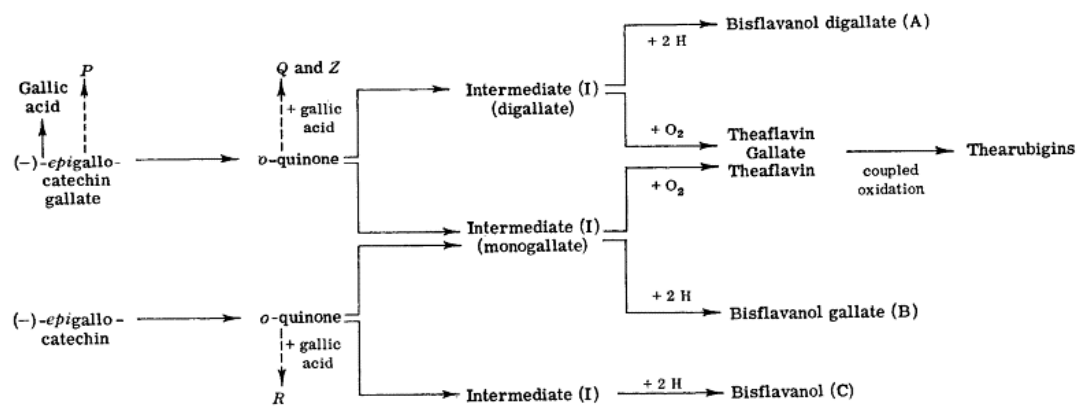 Bisflavanol digallate (A)
+ 2 H
P
Q and Z
Gallic
acid
+ gallic
acid
Intermediate (I)
(digallate)
+ O₂
Theaflavin
Gallate
Theaflavin
Thearubigins
(−)-epigallo-
catechin
gallate
o-quinone
+ O₂
coupled
oxidation
Intermediate (I)
(monogallate)
+ 2 H
Bisflavanol gallate (B)
(−)-epigallo-
catechin
o-quinone
+ gallic
acid
R
Intermediate (I)
+ 2 H
Bisflavanol (C)